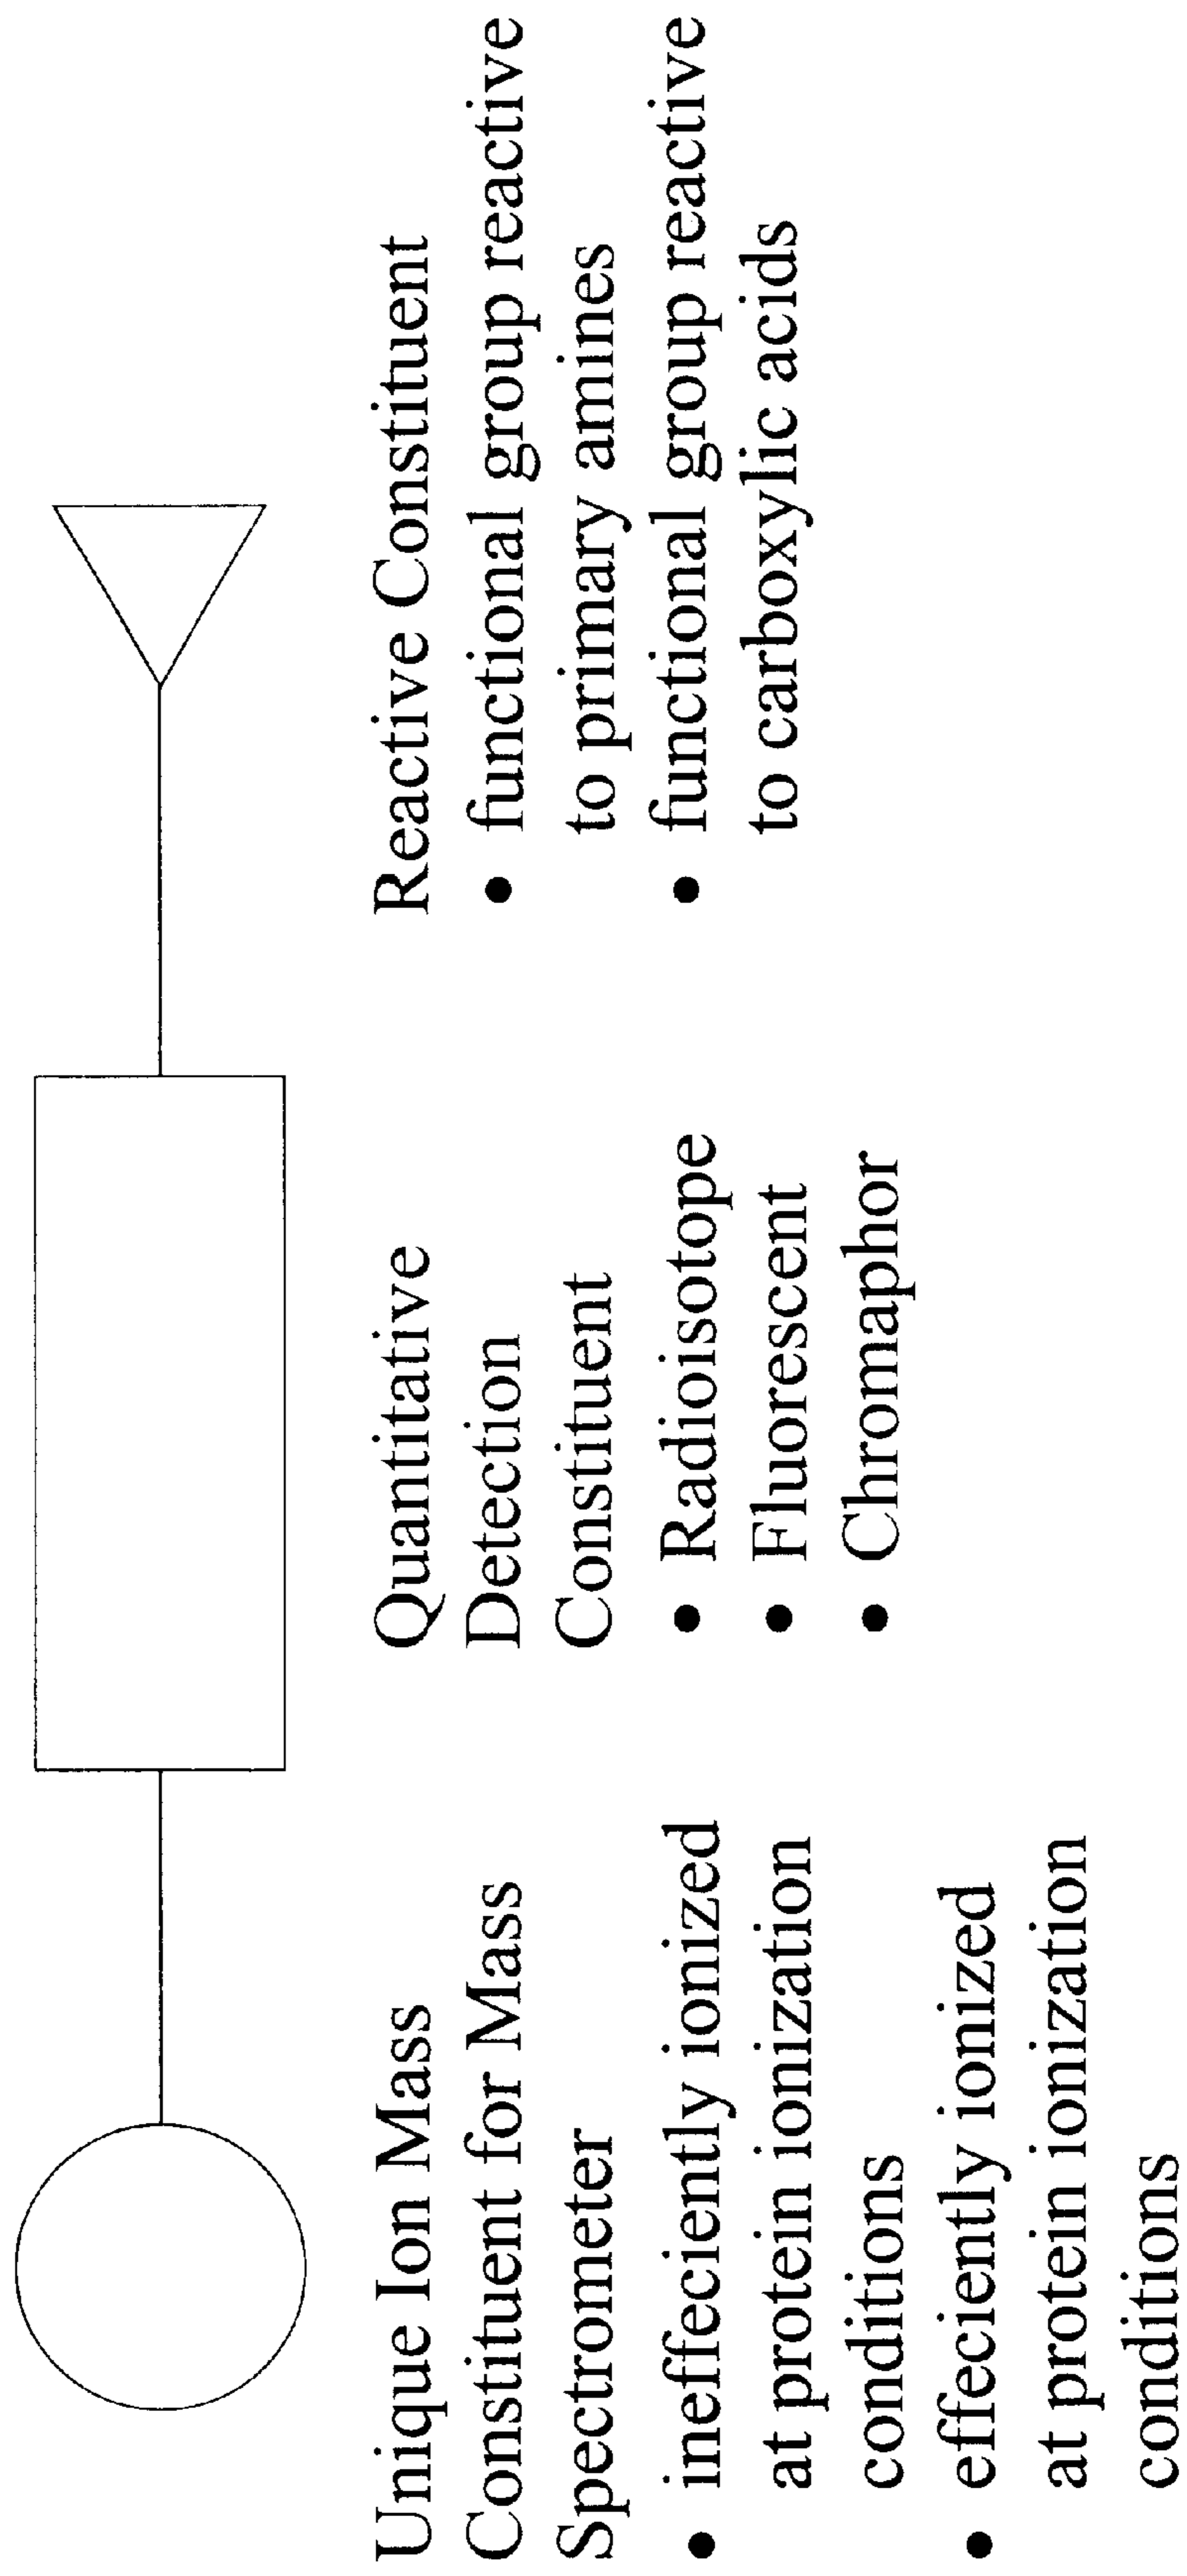 Unique Ion Mass
Constituent for Mass
Spectrometer
• ineffeciently ionized
at protein ionization
conditions
• effeciently ionized
at protein ionization
conditions
Quantitative
Detection
Constituent
• Radioisotope
• Fluorescent
• Chromaphor
Reactive Constituent
• functional group reactive
to primary amines
• functional group reactive
to carboxylic acids